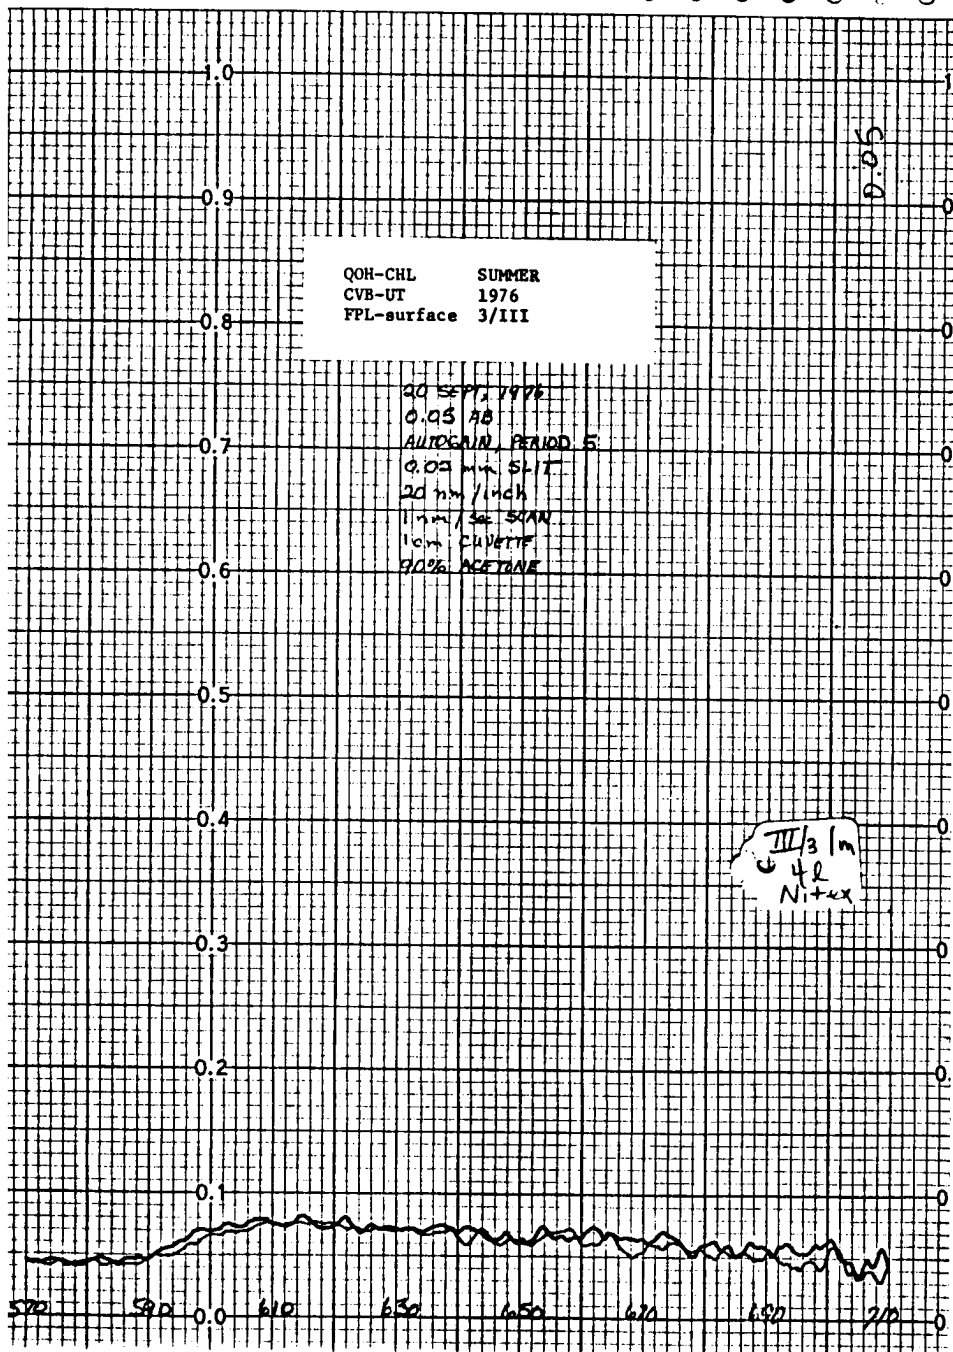 1.0
0.05
0.9
QOH-CHL SUMMER
CVB-UT 1976
FPL-surface 3/III
0.8
20 SEPT, 1976
0.05 AB
AUTOGAIN, PERIOD 5
0.7
0.02 mm SLIT
20 nm/inch
1 nm/sec SCAN
1cm CUVETTE
90% ACETONE
0.6
0.5
0.4
III/3 1m
4 l
Nitex
0.3
0.2
0.1
0.0
570 590 610 630 650 670 690 710